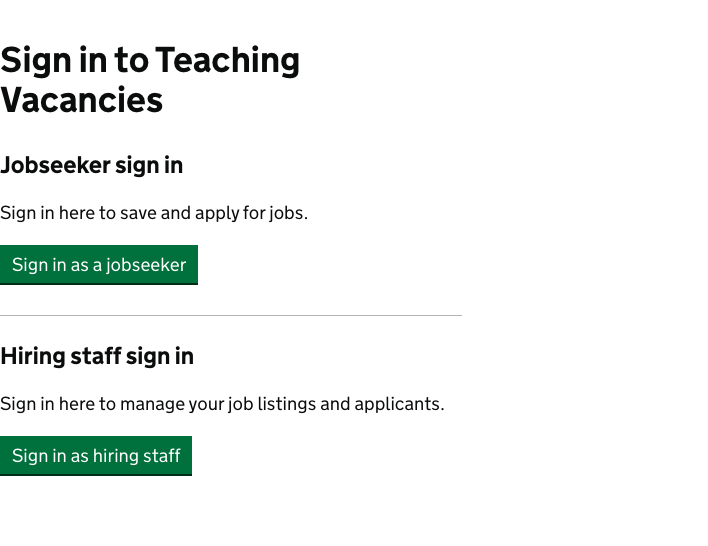 Sign in to Teaching
Vacancies
Jobseeker sign in
Sign in here to save and apply for jobs.
Sign in as a jobseeker
Hiring staff sign in
Sign in here to manage your job listings and applicants.
Sign in as hiring staff